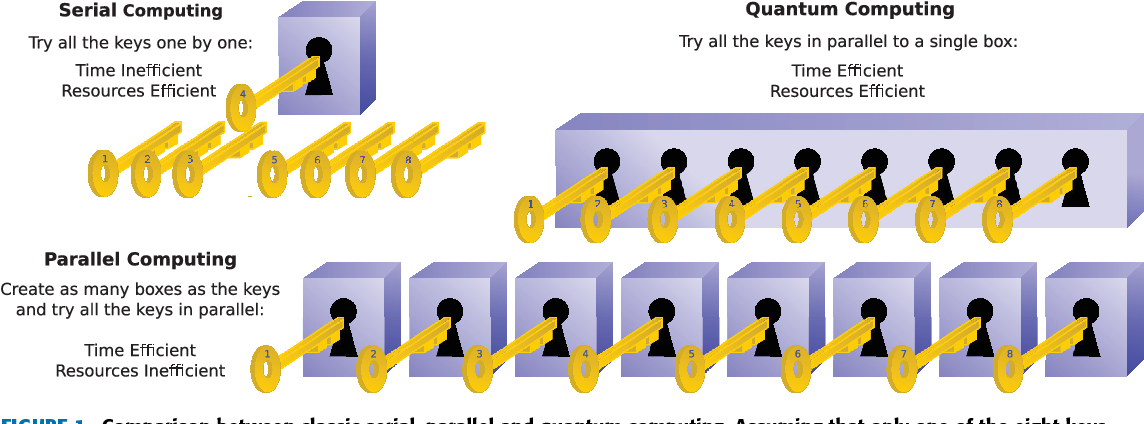 Serial Computing
Try all the keys one by one:
Time Inefficient
Resources Efficient
4
1 2 3 5 6 7 8
Quantum Computing
Try all the keys in parallel to a single box:
Time Efficient
Resources Efficient
1 2 3 4 5 6 7 8
Parallel Computing
Create as many boxes as the keys
and try all the keys in parallel:
Time Efficient
Resources Inefficient
1 2 3 4 5 6 7 8
FIGURE 1. Comparison between classic serial, parallel and quantum computing. Assuming that only one of the eight keys